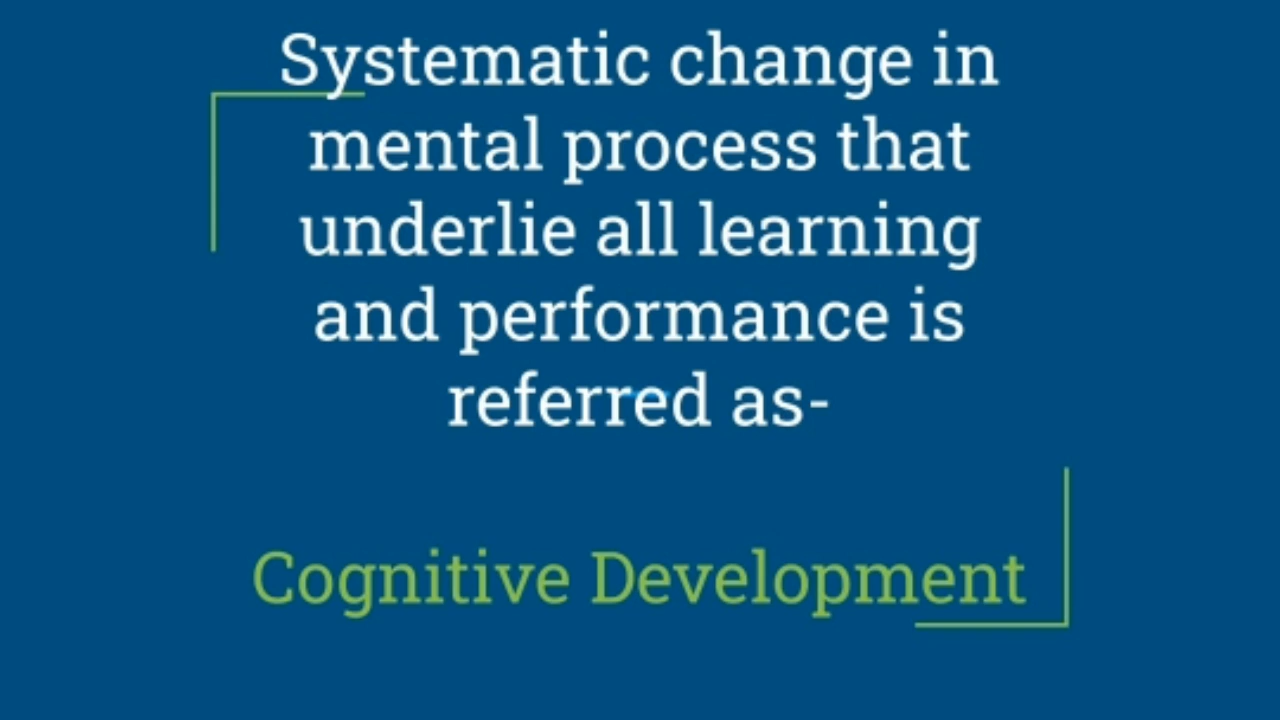 Systematic change in
mental process that
underlie all learning
and performance is
referred as-
Cognitive Development